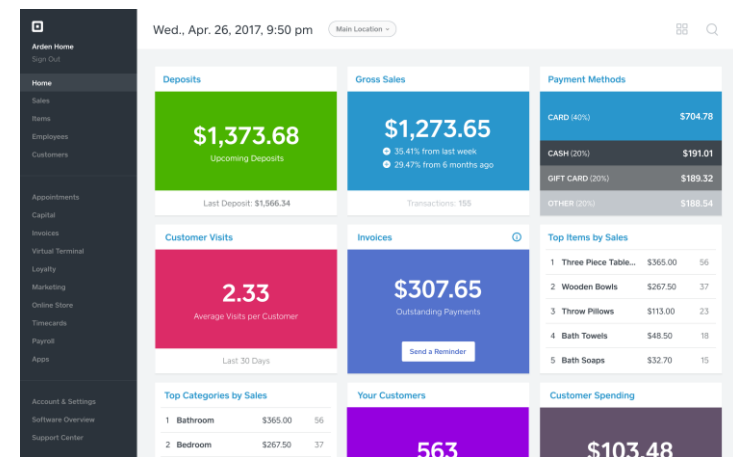 Arden Home
Sign Out
Home
Sales
Items
Employees
Customers
Appointments
Capital
Invoices
Virtual Terminal
Loyalty
Marketing
Online Store
Timecards
Payroll
Apps
Account & Settings
Software Overview
Support Center
Wed., Apr. 26, 2017, 9:50 pm
Main Location
Deposits
$1,373.68
Upcoming Deposits
Last Deposit: $1,566.34
Gross Sales
$1,273.65
35.41% from last week
29.47% from 6 months ago
Transactions: 155
Payment Methods
CARD (40%) $704.78
CASH (20%) $191.01
GIFT CARD (20%) $189.32
OTHER (20%) $188.54
Customer Visits
2.33
Average Visits per Customer
Last 30 Days
Invoices
$307.65
Outstanding Payments
Send a Reminder
Top Items by Sales
1 Three Piece Table... $365.00 56
2 Wooden Bowls $267.50 37
3 Throw Pillows $113.00 23
4 Bath Towels $48.50 18
5 Bath Soaps $32.70 15
Top Categories by Sales
1 Bathroom $365.00 56
2 Bedroom $267.50 37
Your Customers
563
Customer Spending
$103.48